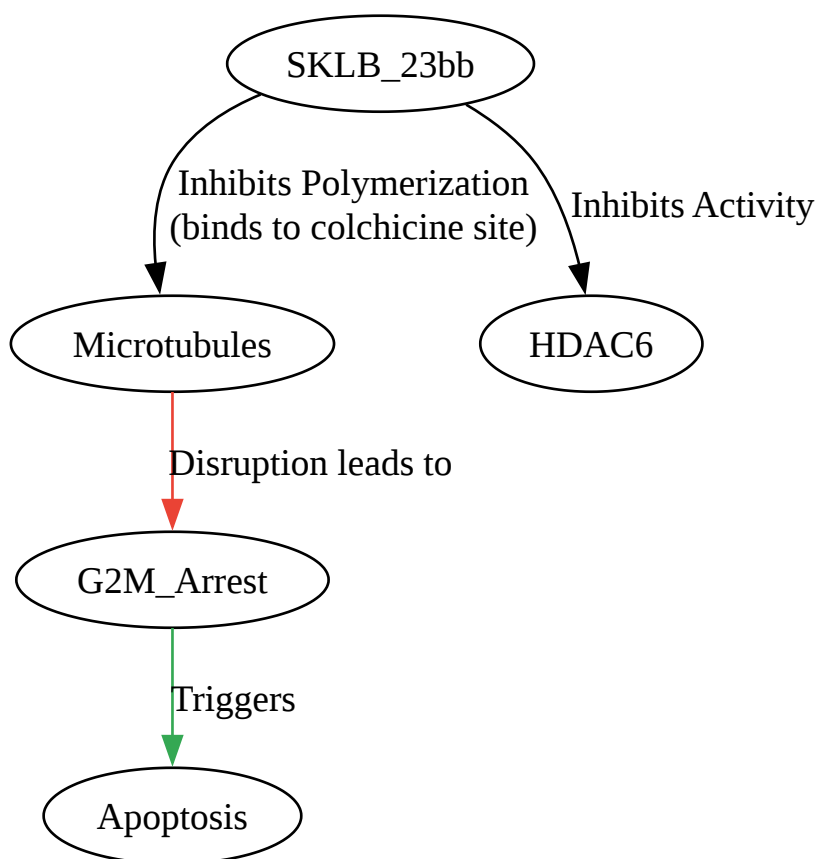 SKLB_23bb
Inhibits Polymerization
(binds to colchicine site)
Inhibits Activity
Microtubules
HDAC6
Disruption leads to
G2M_Arrest
Triggers
Apoptosis